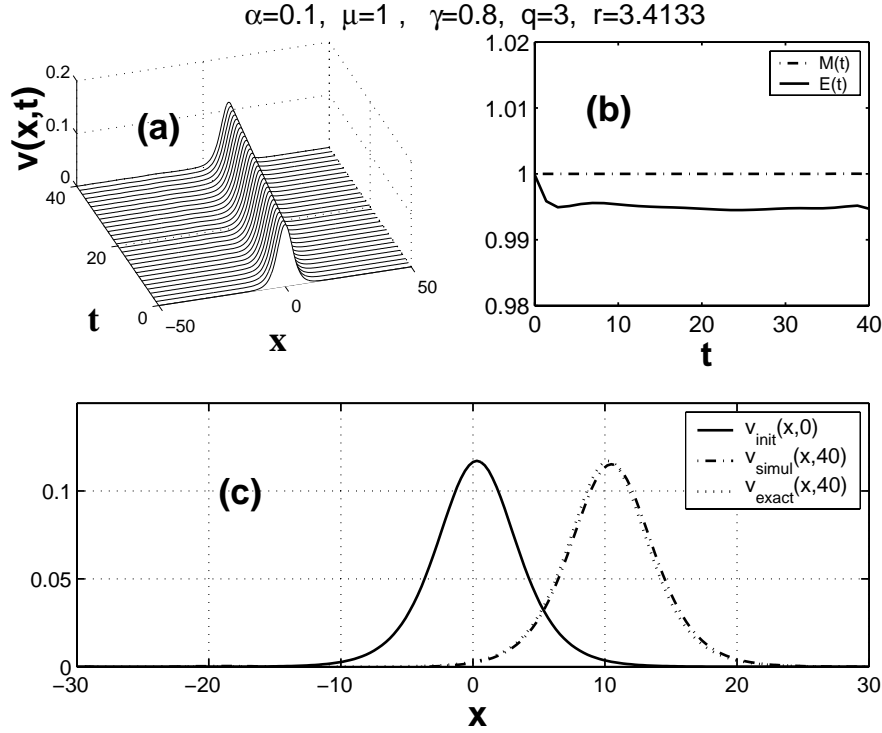 α=0.1, μ=1 , γ=0.8, q=3, r=3.4133
(a)
v(x,t)
0.2
0.1
0
40
20
0
t
−50
0
50
x
(b)
1.02
1.01
1
0.99
0.98
0
10
20
30
40
t
M(t)
E(t)
(c)
0.1
0.05
0
−30
−20
−10
0
10
20
30
x
v_init(x,0)
v_simul(x,40)
v_exact(x,40)